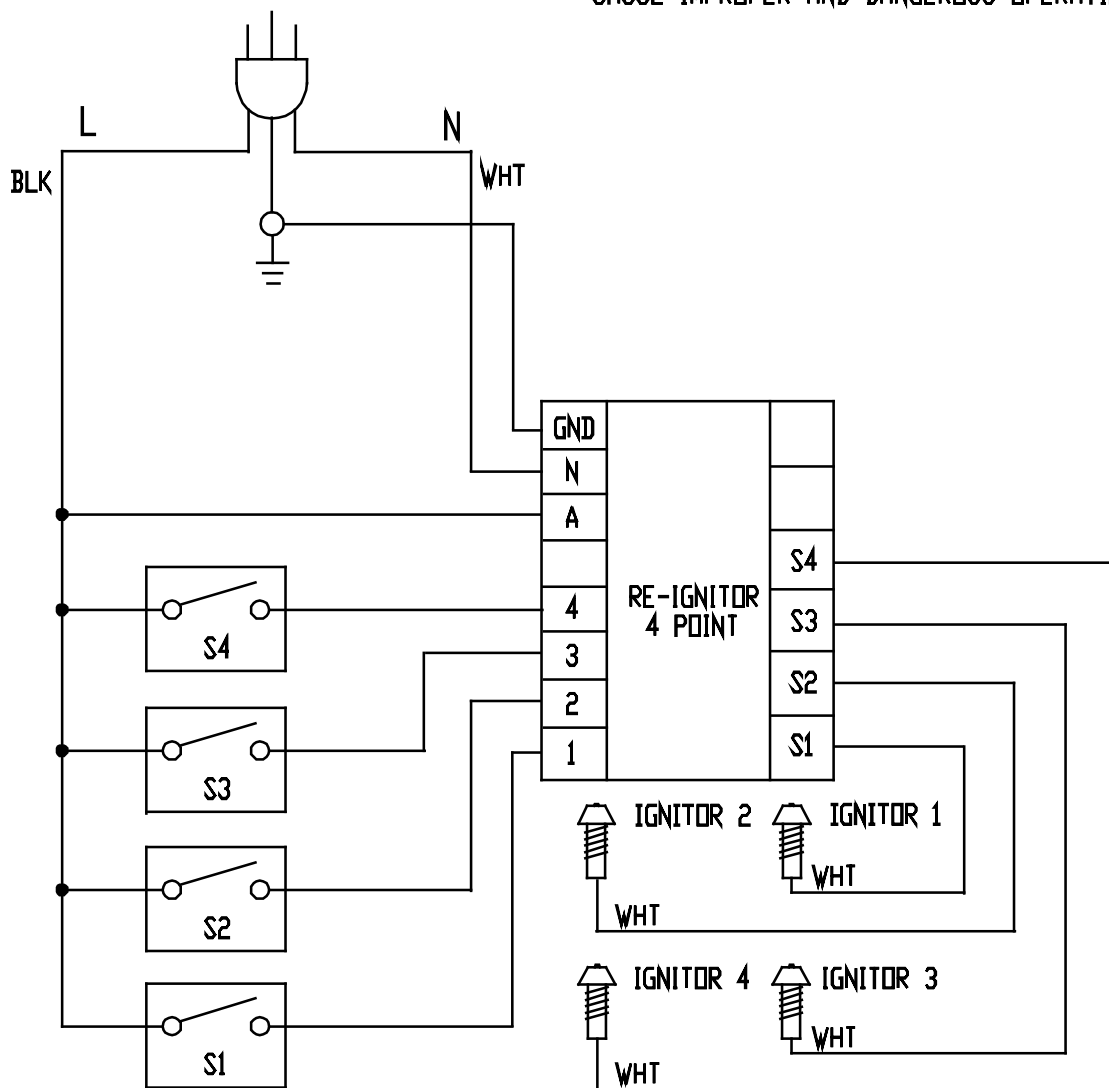 L
N
BLK
WHT
GND
N
A
S4
4
RE-IGNITOR
4 POINT
S3
S4
3
S2
2
S1
1
S3
IGNITOR 2
IGNITOR 1
WHT
WHT
S2
IGNITOR 4
IGNITOR 3
WHT
S1
WHT